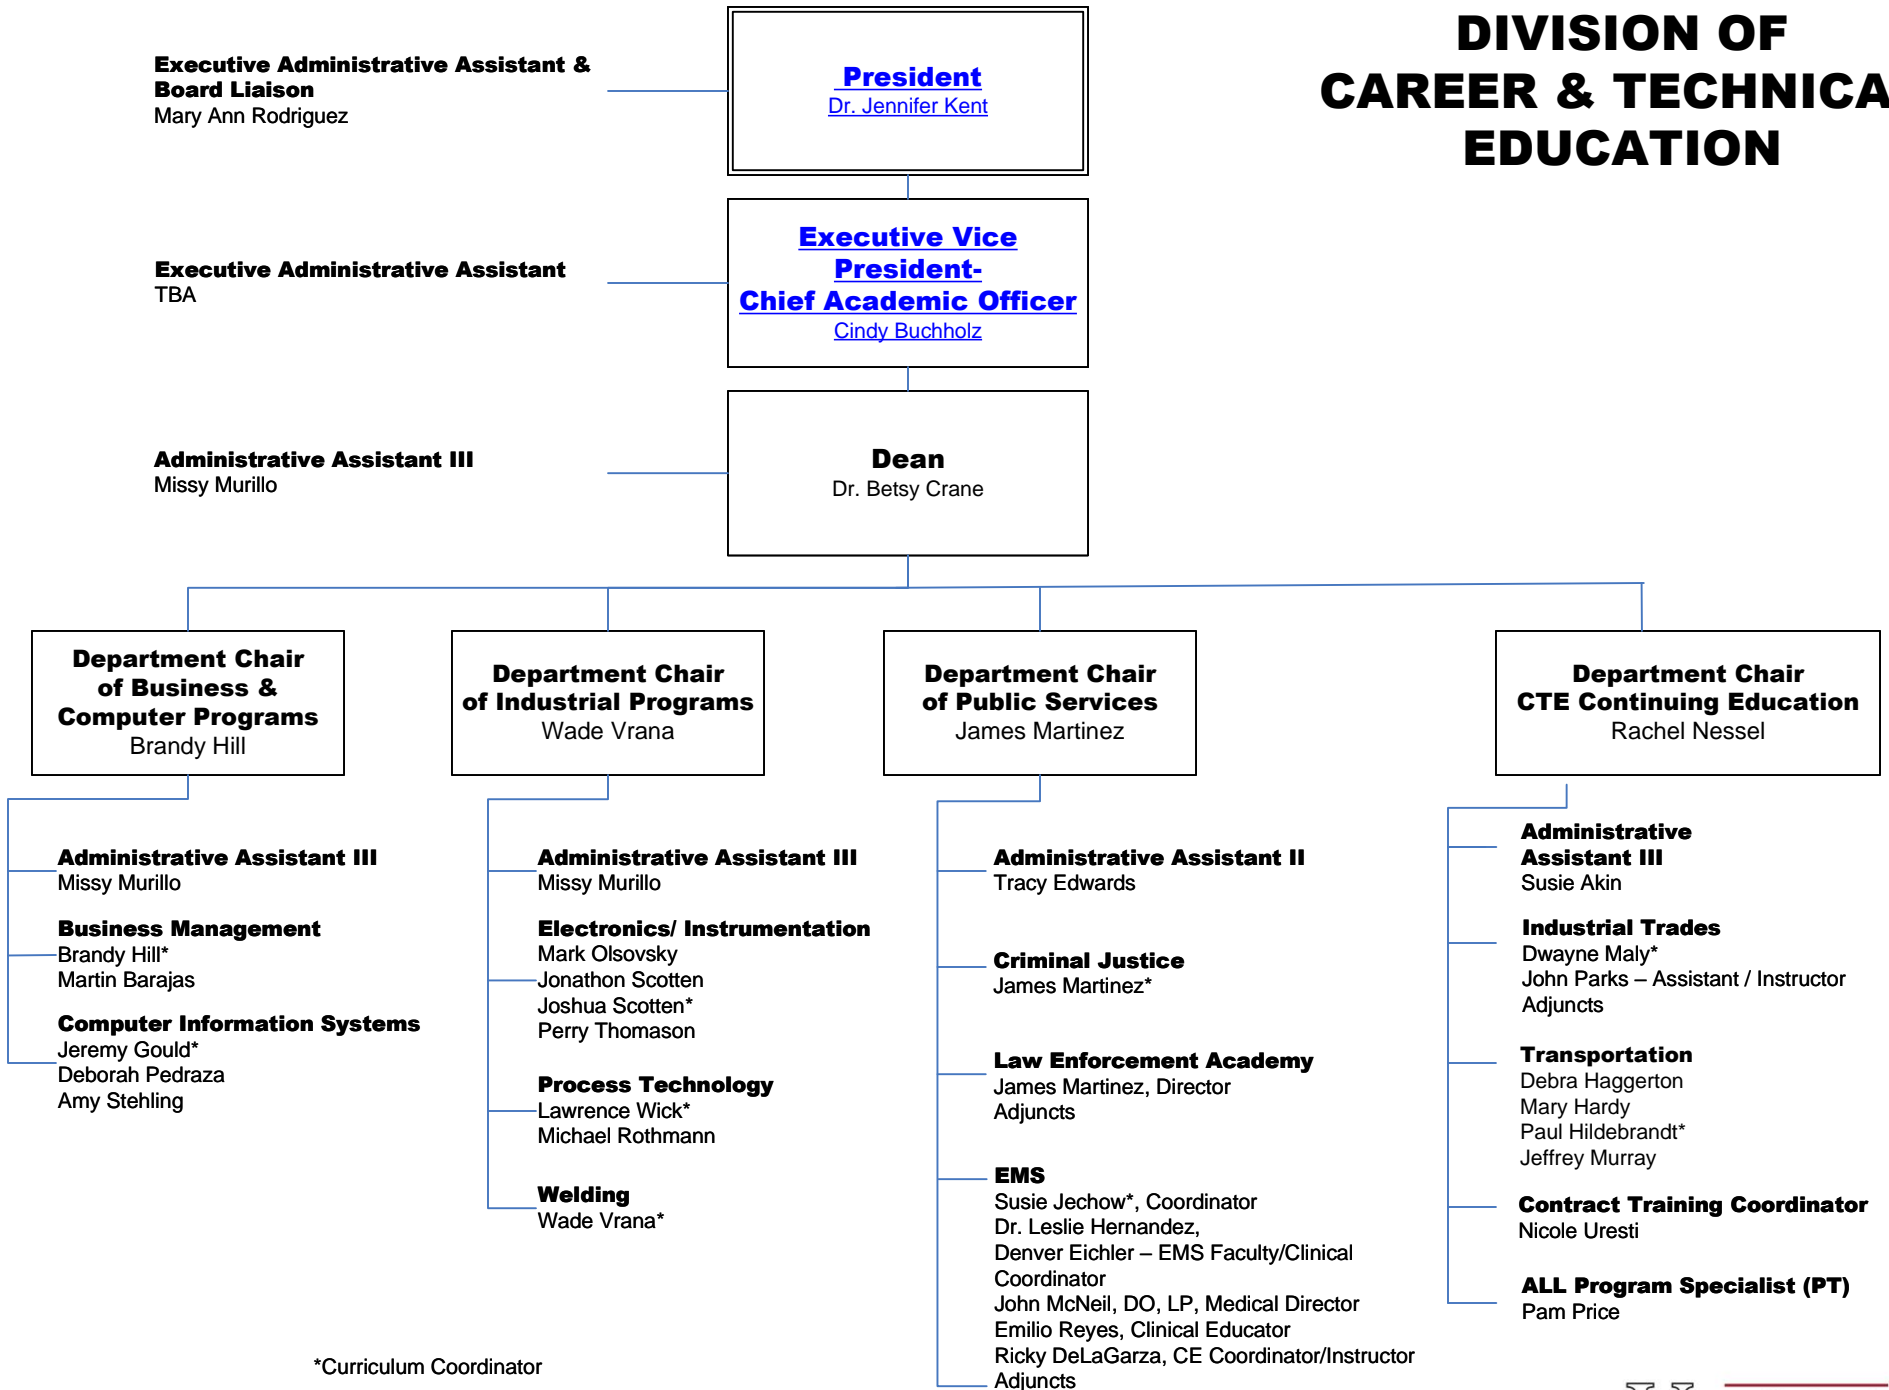 DIVISION OF
CAREER & TECHNICA
EDUCATION
Executive Administrative Assistant &
Board Liaison
Mary Ann Rodriguez
President
Dr. Jennifer Kent
Executive Administrative Assistant
TBA
Executive Vice
President-
Chief Academic Officer
Cindy Buchholz
Administrative Assistant III
Missy Murillo
Dean
Dr. Betsy Crane
Department Chair
of Business &
Computer Programs
Brandy Hill
Department Chair
of Industrial Programs
Wade Vrana
Department Chair
of Public Services
James Martinez
Department Chair
CTE Continuing Education
Rachel Nessel
Administrative Assistant III
Missy Murillo
Business Management
Brandy Hill*
Martin Barajas
Computer Information Systems
Jeremy Gould*
Deborah Pedraza
Amy Stehling
Administrative Assistant III
Missy Murillo
Electronics/ Instrumentation
Mark Olsovsky
Jonathon Scotten
Joshua Scotten*
Perry Thomason
Process Technology
Lawrence Wick*
Michael Rothmann
Welding
Wade Vrana*
Administrative Assistant II
Tracy Edwards
Criminal Justice
James Martinez*
Law Enforcement Academy
James Martinez, Director
Adjuncts
EMS
Susie Jechow*, Coordinator
Dr. Leslie Hernandez,
Denver Eichler – EMS Faculty/Clinical
Coordinator
John McNeil, DO, LP, Medical Director
Emilio Reyes, Clinical Educator
Ricky DeLaGarza, CE Coordinator/Instructor
Adjuncts
Administrative
Assistant III
Susie Akin
Industrial Trades
Dwayne Maly*
John Parks – Assistant / Instructor
Adjuncts
Transportation
Debra Haggerton
Mary Hardy
Paul Hildebrandt*
Jeffrey Murray
Contract Training Coordinator
Nicole Uresti
ALL Program Specialist (PT)
Pam Price
*Curriculum Coordinator